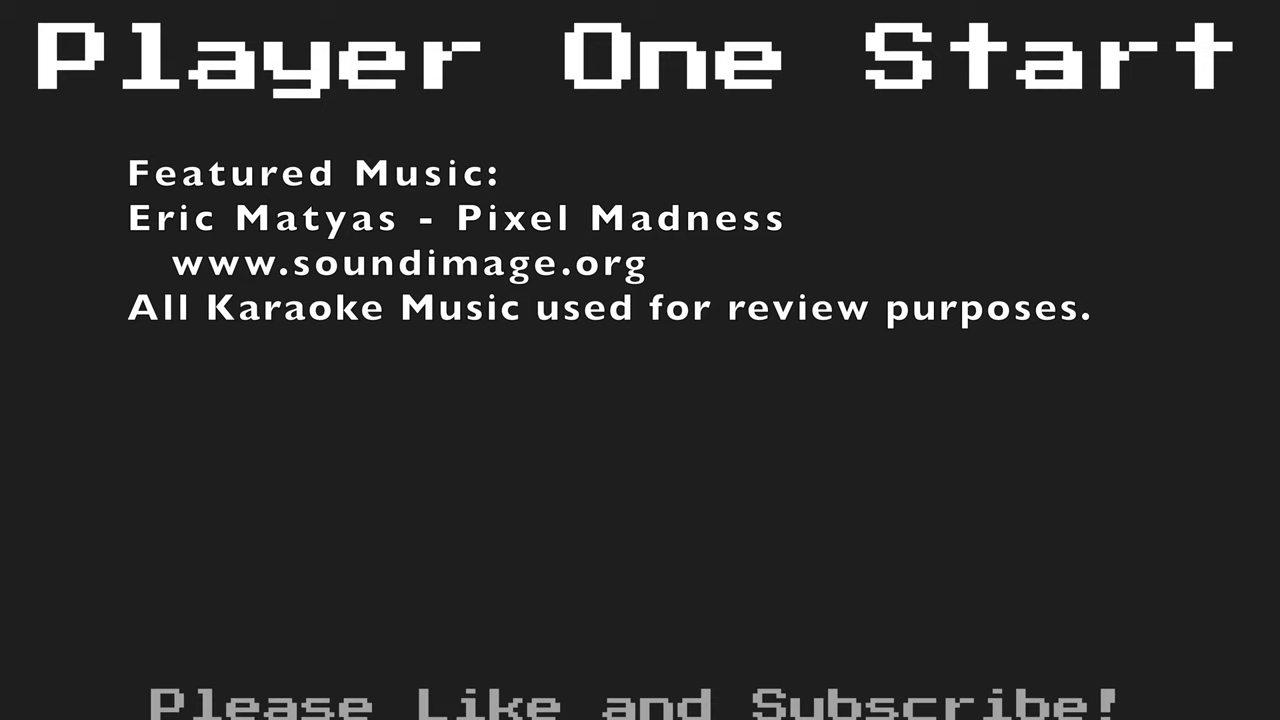 Player One Start
Featured Music:
Eric Matyas - Pixel Madness
www.soundimage.org
All Karaoke Music used for review purposes.
Please Like and Subscribe!